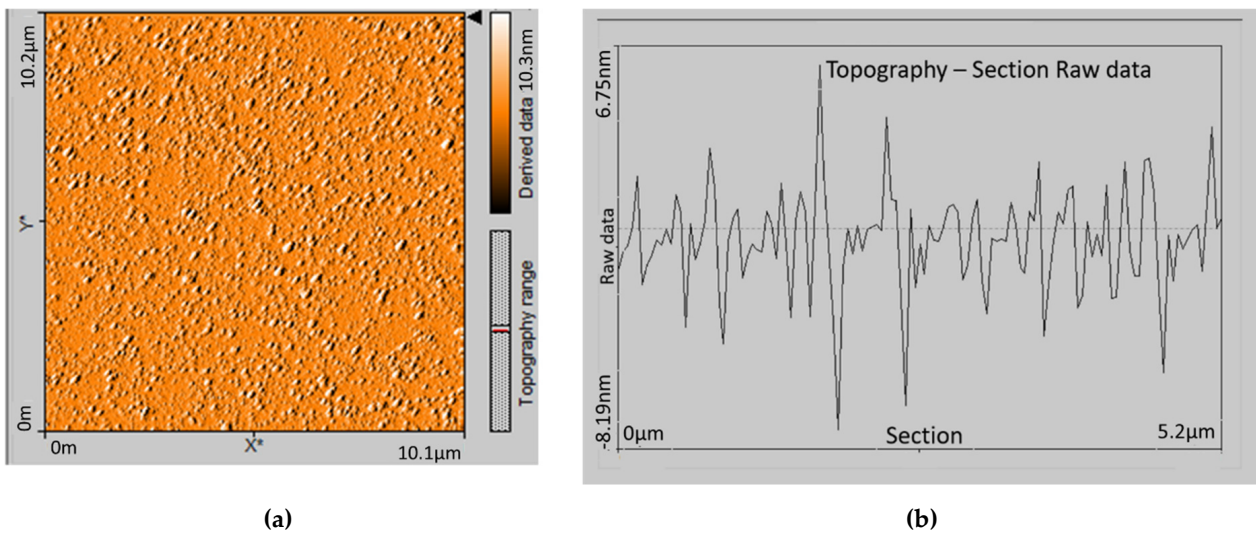 10.2µm
Y*
0m
0m
X*
10.1µm
Derived data 10.3nm
Topography range
(a)
6.75nm
Raw data
-8.19nm
Topography – Section Raw data
0µm
Section
5.2µm
(b)